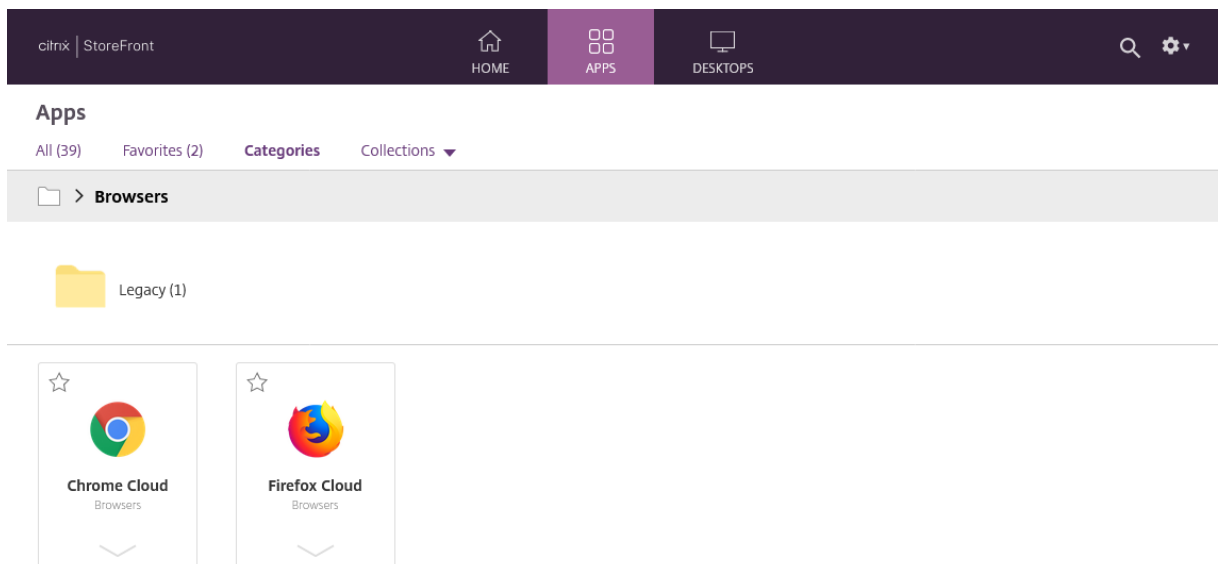 citrix | StoreFront
HOME
APPS
DESKTOPS
Apps
All (39)
Favorites (2)
Categories
Collections
Browsers
Legacy (1)
Chrome Cloud
Browsers
Firefox Cloud
Browsers